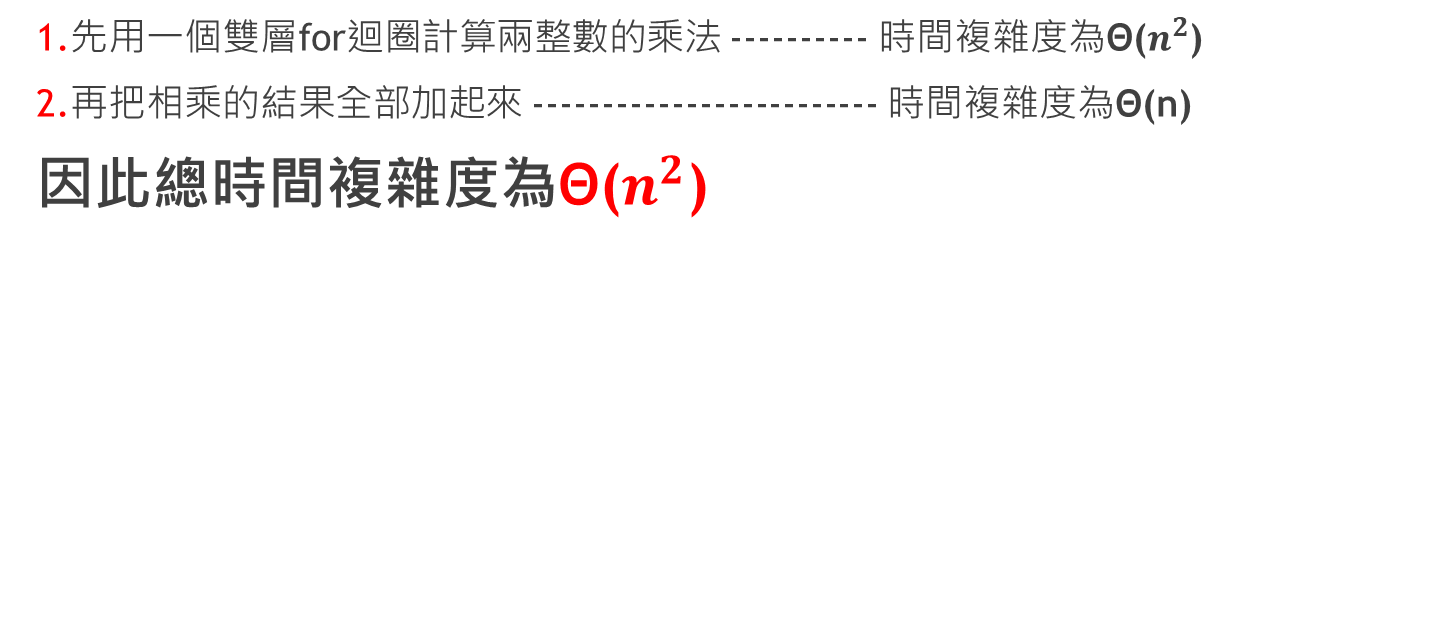 1.先用一個雙層for迴圈計算兩整數的乘法 ---------- 時間複雜度為Θ(n²)
2.再把相乘的結果全部加起來 ------------------------- 時間複雜度為Θ(n)
因此總時間複雜度為Θ(n²)